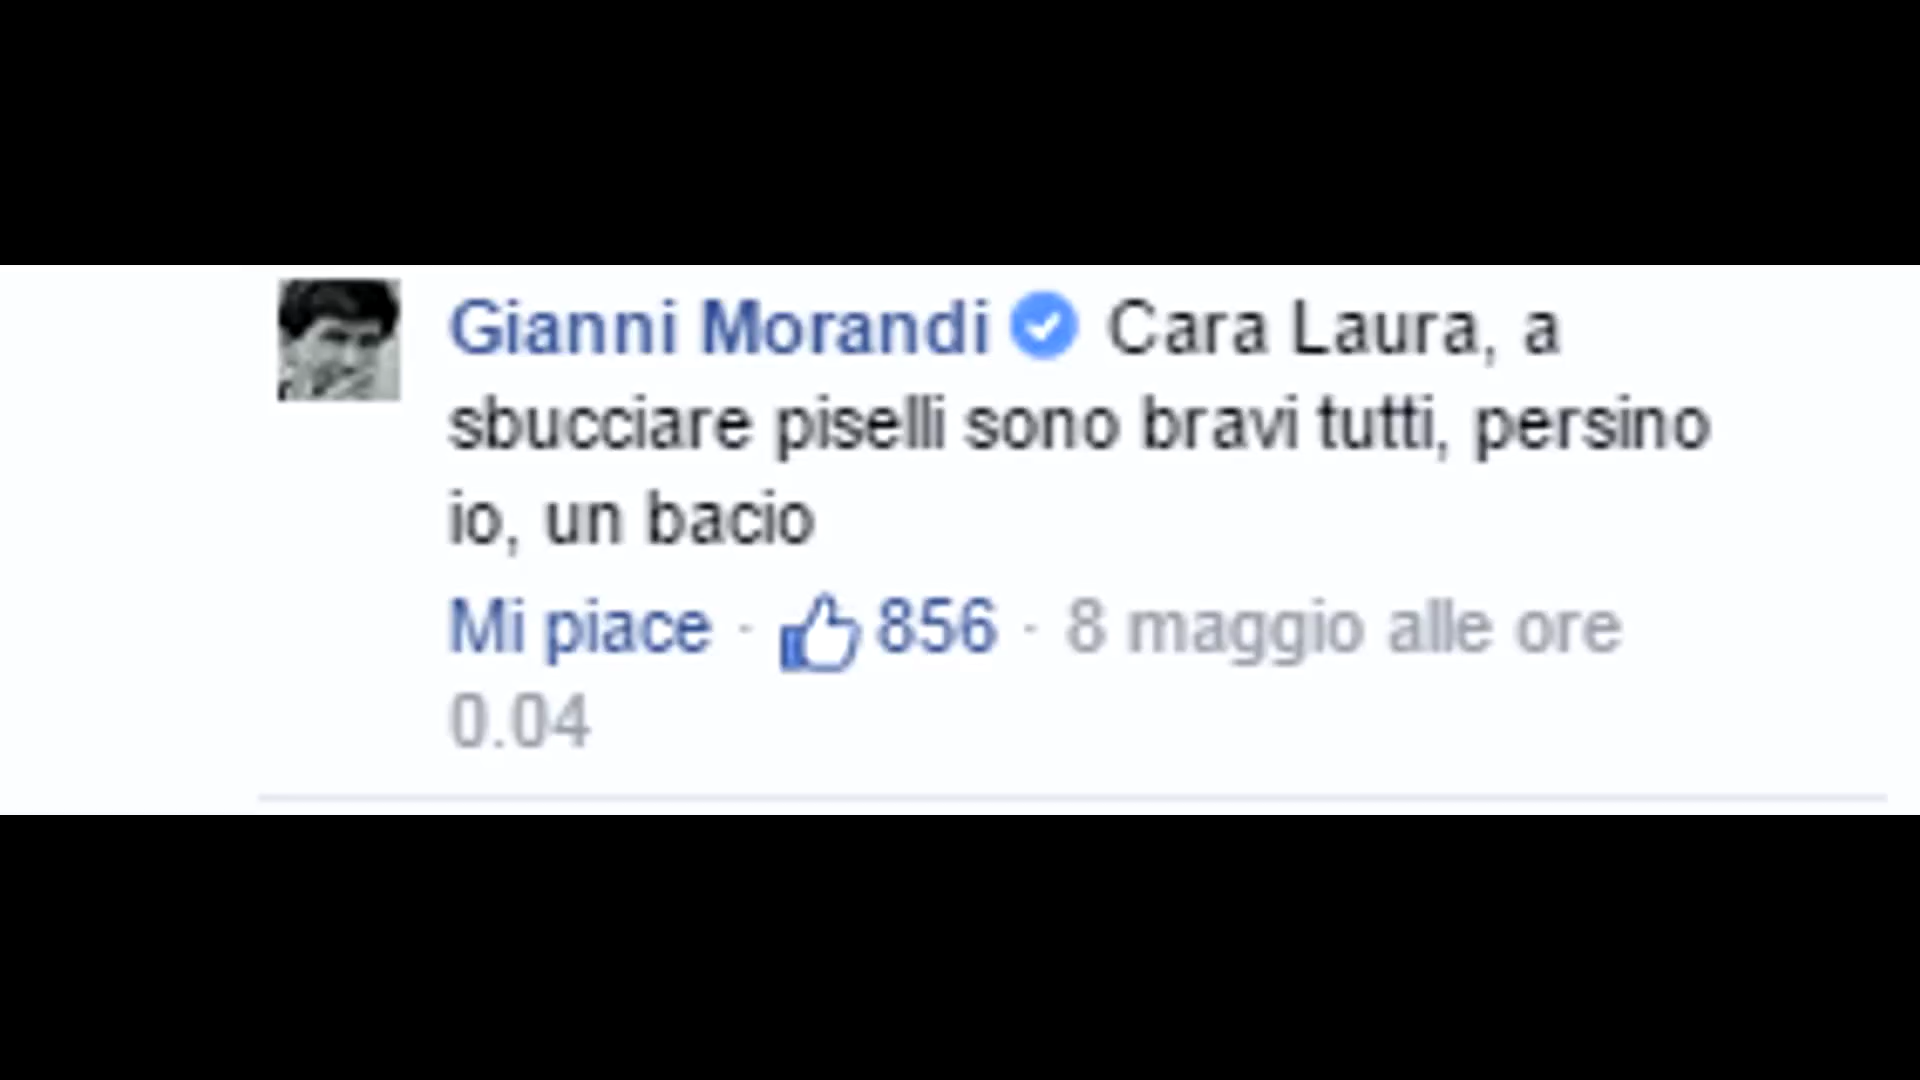 Gianni Morandi Cara Laura, a
sbucciare piselli sono bravi tutti, persino
io, un bacio
Mi piace · 856 · 8 maggio alle ore
0.04